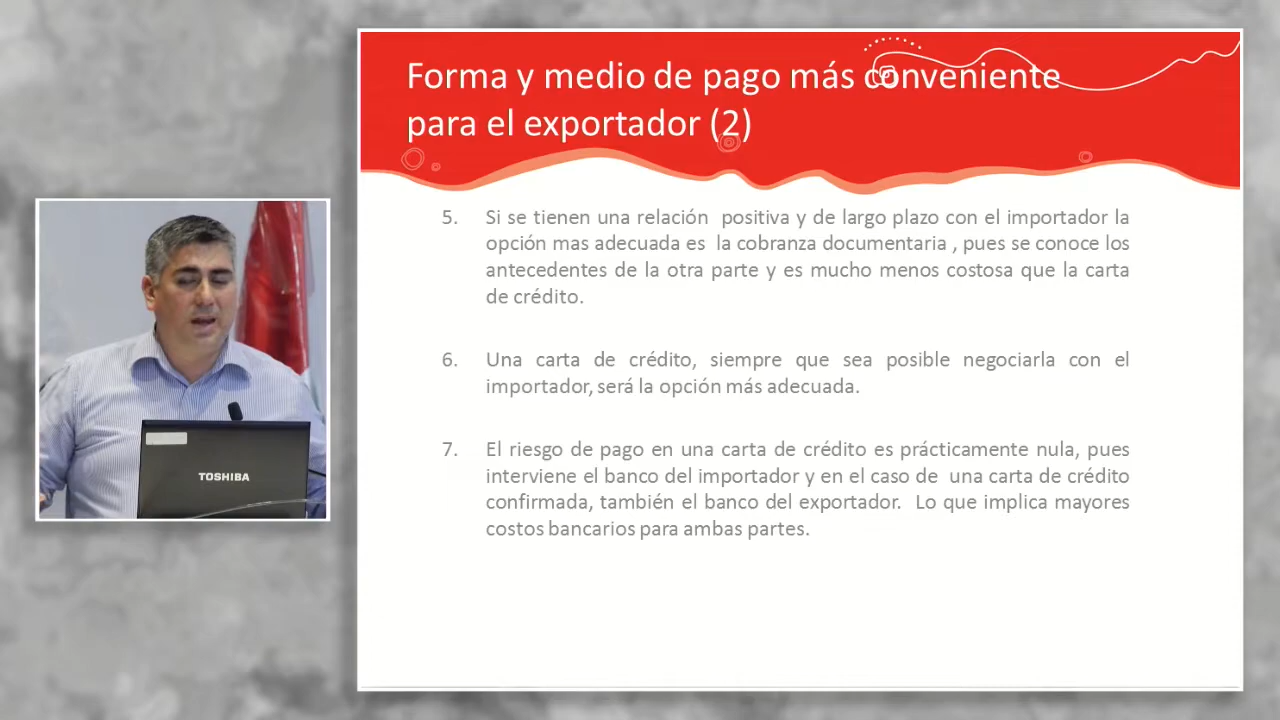 Forma y medio de pago más conveniente
para el exportador (2)
5. Si se tienen una relación positiva y de largo plazo con el importador la
opción mas adecuada es la cobranza documentaria , pues se conoce los
antecedentes de la otra parte y es mucho menos costosa que la carta
de crédito.
6. Una carta de crédito, siempre que sea posible negociarla con el
importador, será la opción más adecuada.
7. El riesgo de pago en una carta de crédito es prácticamente nula, pues
interviene el banco del importador y en el caso de una carta de crédito
confirmada, también el banco del exportador. Lo que implica mayores
costos bancarios para ambas partes.
TOSHIBA